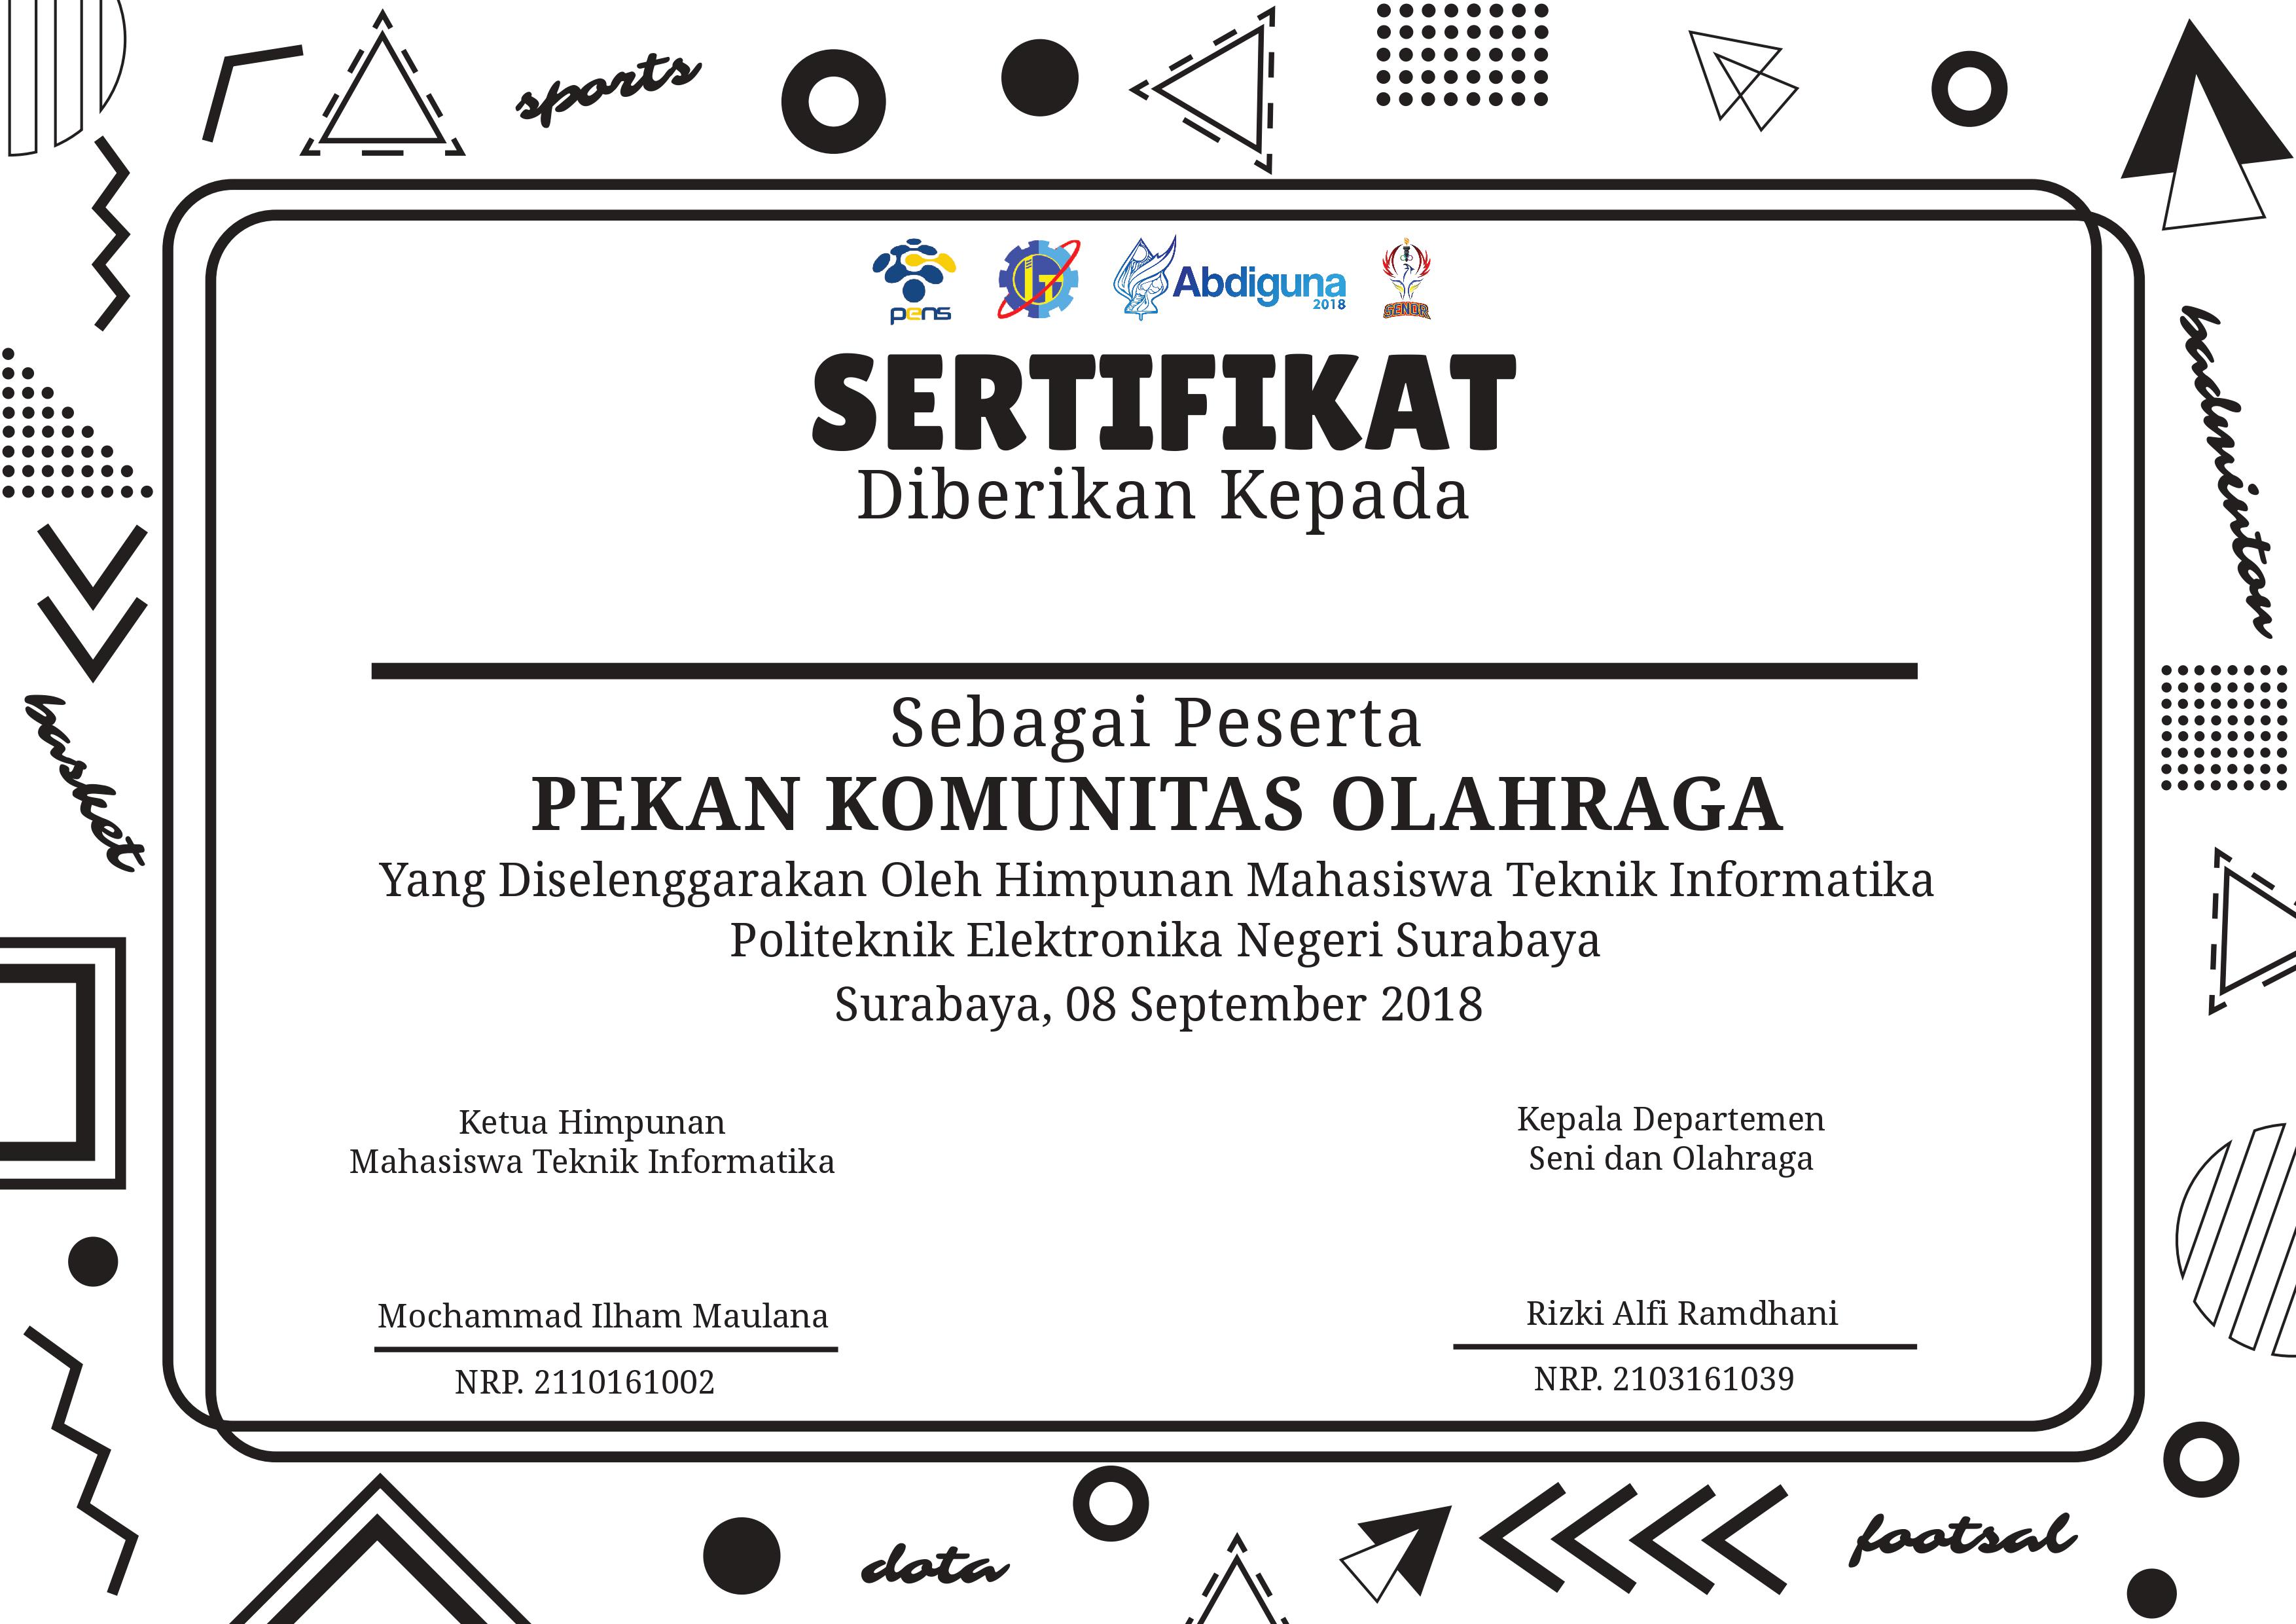 sports
pens
IT
Abdiguna
2018
SENOR
badminton
SERTIFIKAT
Diberikan Kepada
basket
Sebagai Peserta
PEKAN KOMUNITAS OLAHRAGA
Yang Diselenggarakan Oleh Himpunan Mahasiswa Teknik Informatika
Politeknik Elektronika Negeri Surabaya
Surabaya, 08 September 2018
Ketua Himpunan
Mahasiswa Teknik Informatika
Kepala Departemen
Seni dan Olahraga
Mochammad Ilham Maulana
NRP. 2110161002
Rizki Alfi Ramdhani
NRP. 2103161039
dota
footsal